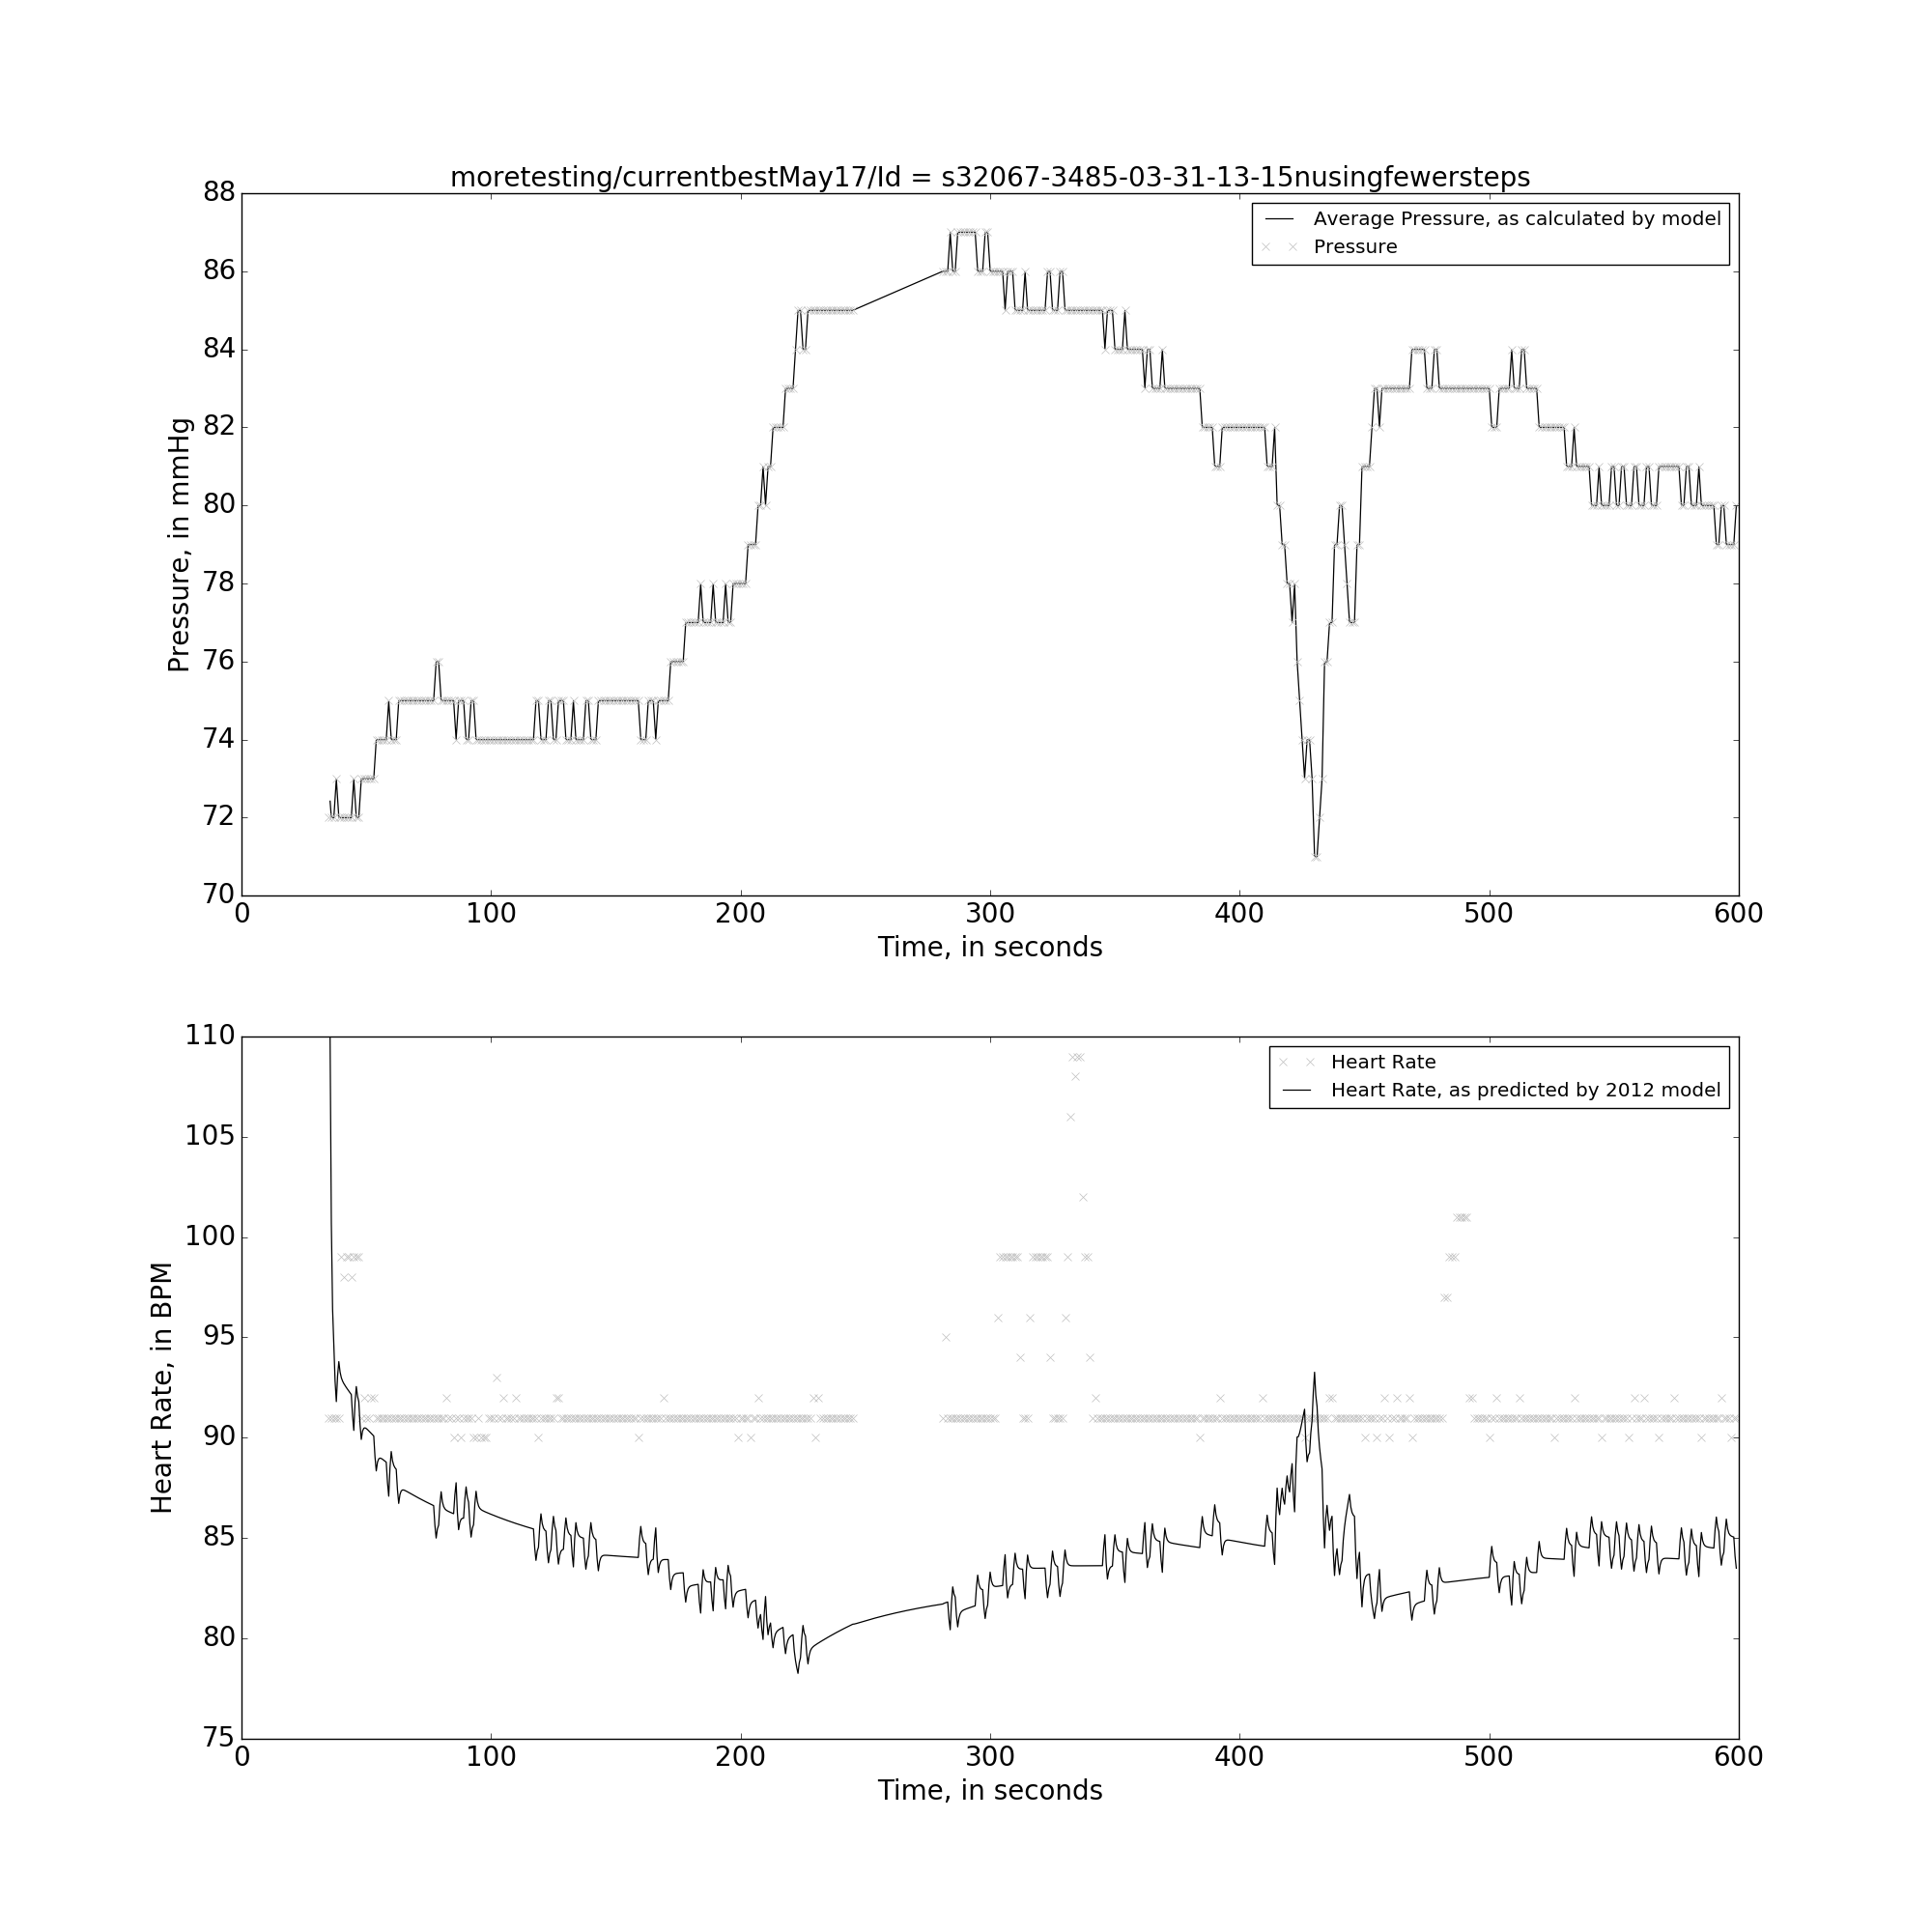 moretesting/currentbestMay17/Id = s32067-3485-03-31-13-15nusingfewersteps
88
86
84
82
80
78
76
74
72
70
Pressure, in mmHg
Average Pressure, as calculated by model
Pressure
0 100 200 300 400 500 600
Time, in seconds
110
105
100
95
90
85
80
75
Heart Rate, in BPM
Heart Rate
Heart Rate, as predicted by 2012 model
0 100 200 300 400 500 600
Time, in seconds